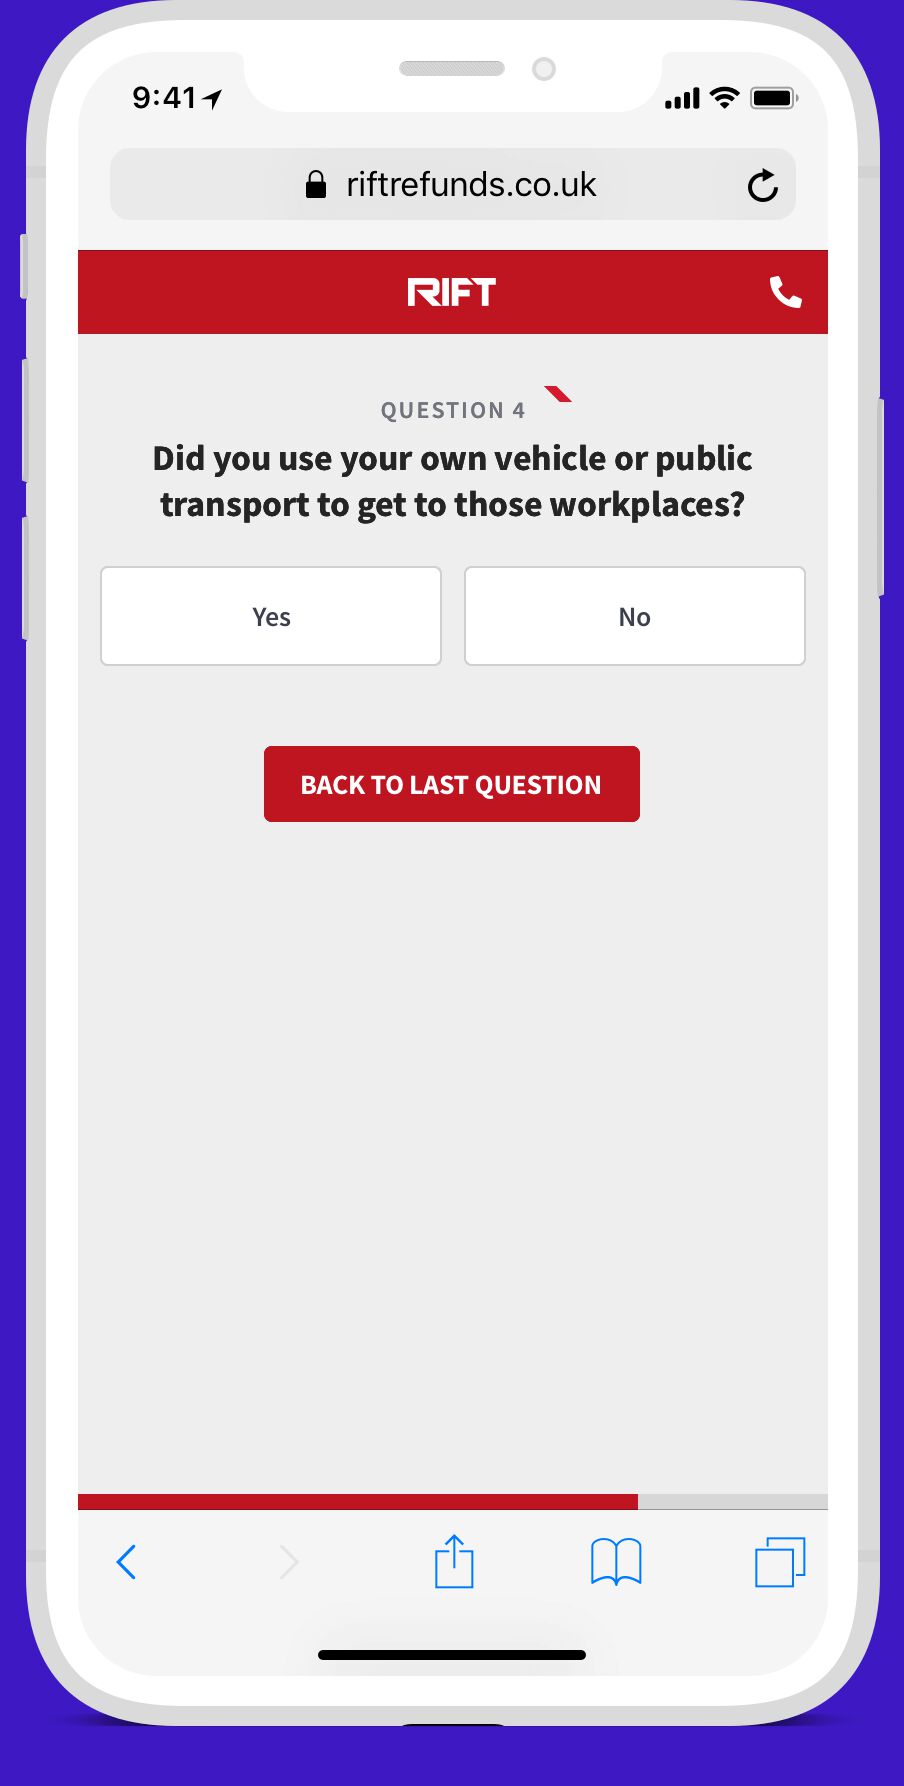 9:41
riftrefunds.co.uk
RIFT
QUESTION 4
Did you use your own vehicle or public
transport to get to those workplaces?
Yes
No
BACK TO LAST QUESTION